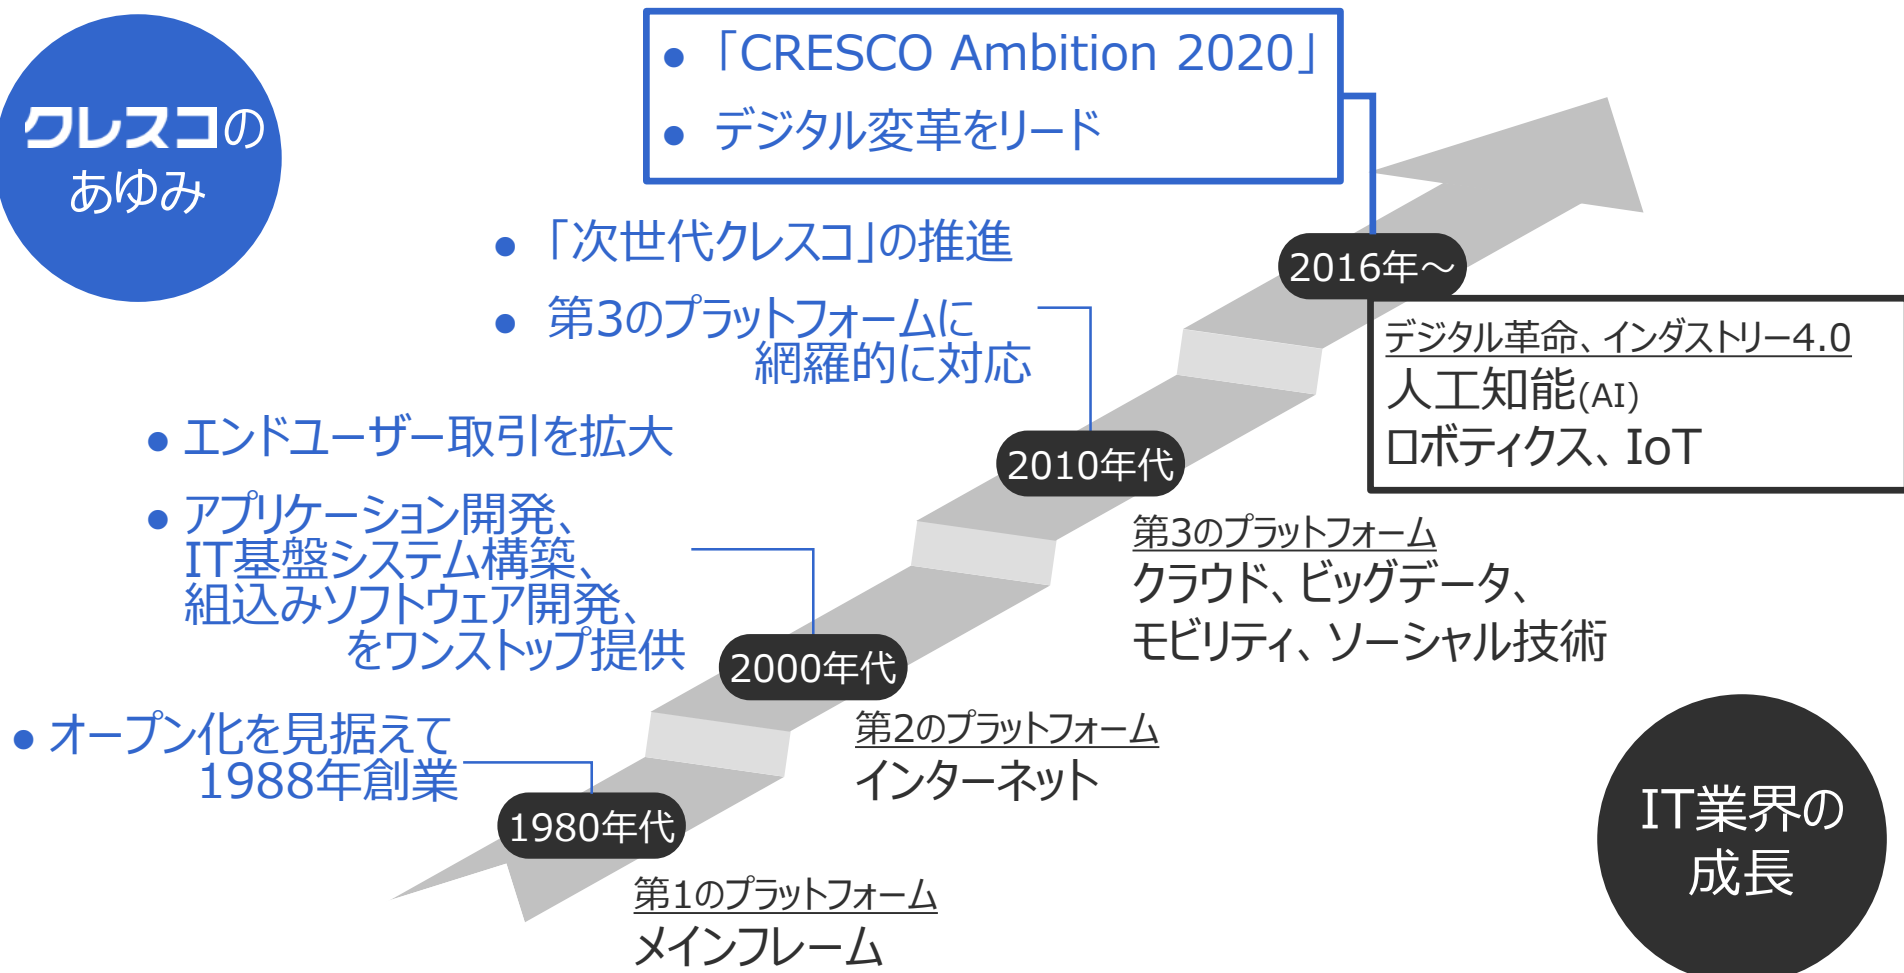 クレスコの
あゆみ
● 「CRESCO Ambition 2020」
● デジタル変革をリード
● 「次世代クレスコ」の推進
● 第3のプラットフォームに
網羅的に対応
● エンドユーザー取引を拡大
● アプリケーション開発、
IT基盤システム構築、
組込みソフトウェア開発、
をワンストップ提供
● オープン化を見据えて
1988年創業
2016年～
デジタル革命、インダストリー4.0
人工知能(AI)
ロボティクス、IoT
2010年代
第3のプラットフォーム
クラウド、ビッグデータ、
モビリティ、ソーシャル技術
2000年代
第2のプラットフォーム
インターネット
1980年代
第1のプラットフォーム
メインフレーム
IT業界の
成長